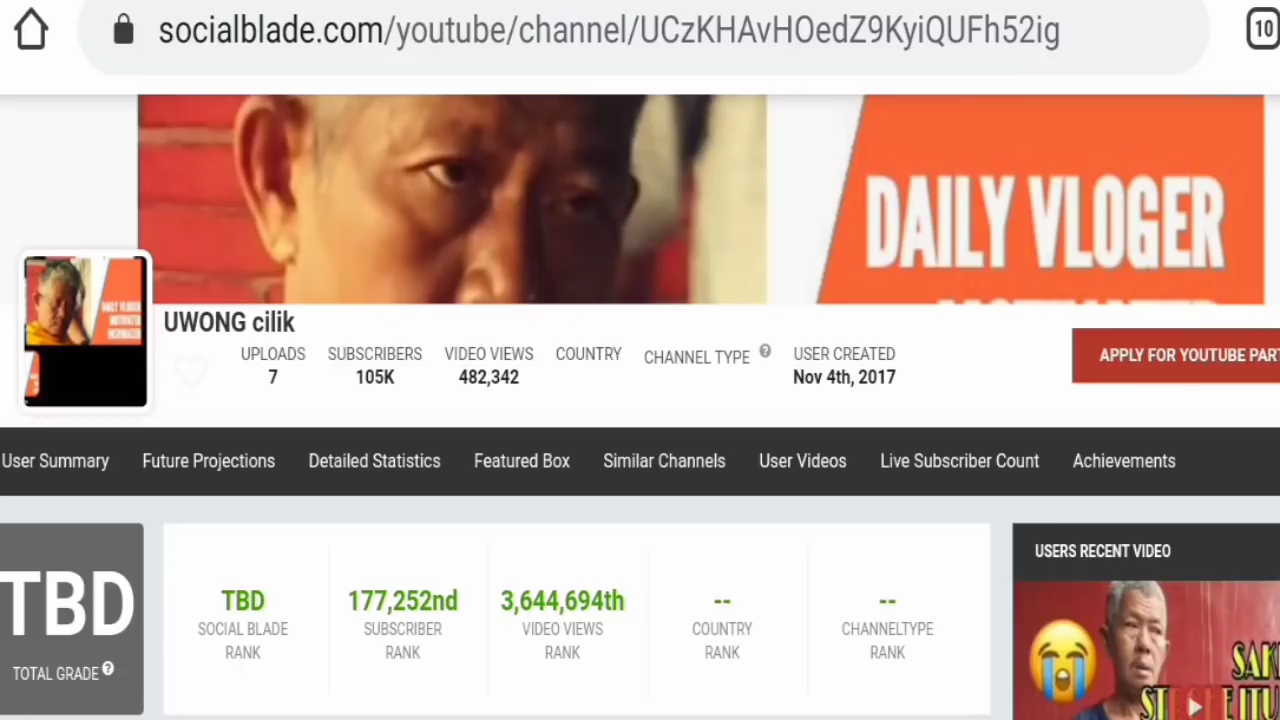 socialblade.com/youtube/channel/UCzKHAvHOedZ9KyiQUFh52ig
10
DAILY VLOGER
UWONG cilik
UPLOADS
7
SUBSCRIBERS
105K
VIDEO VIEWS
482,342
COUNTRY
CHANNEL TYPE ?
USER CREATED
Nov 4th, 2017
APPLY FOR YOUTUBE PAR
User Summary Future Projections Detailed Statistics Featured Box Similar Channels User Videos Live Subscriber Count Achievements
TBD
TOTAL GRADE ?
TBD
SOCIAL BLADE
RANK
177,252nd
SUBSCRIBER
RANK
3,644,694th
VIDEO VIEWS
RANK
--
COUNTRY
RANK
--
CHANNELTYPE
RANK
USERS RECENT VIDEO